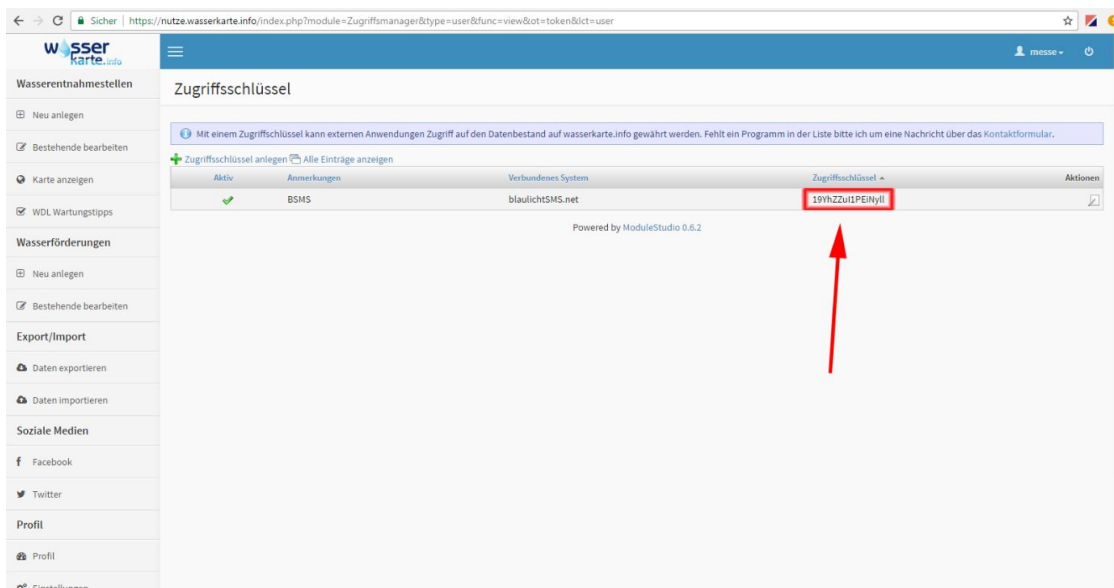 Sicher | https://nutze.wasserkarte.info/index.php?module=Zugriffsmanager&type=user&func=view&ot=token&lct=user
wasser
karte.info
messe
Wasserentnahmestellen
Neu anlegen
Bestehende bearbeiten
Karte anzeigen
WDL Wartungstipps
Wasserförderungen
Neu anlegen
Bestehende bearbeiten
Export/Import
Daten exportieren
Daten importieren
Soziale Medien
Facebook
Twitter
Profil
Profil
Einstellungen
Zugriffsschlüssel
Mit einem Zugriffschlüssel kann externen Anwendungen Zugriff auf den Datenbestand auf wasserkarte.info gewährt werden. Fehlt ein Programm in der Liste bitte ich um eine Nachricht über das Kontaktformular.
Zugriffsschlüssel anlegen Alle Einträge anzeigen
Aktiv Anmerkungen Verbundenes System Zugriffsschlüssel Aktionen
BSMS blaulichtSMS.net
Powered by ModuleStudio 0.6.2